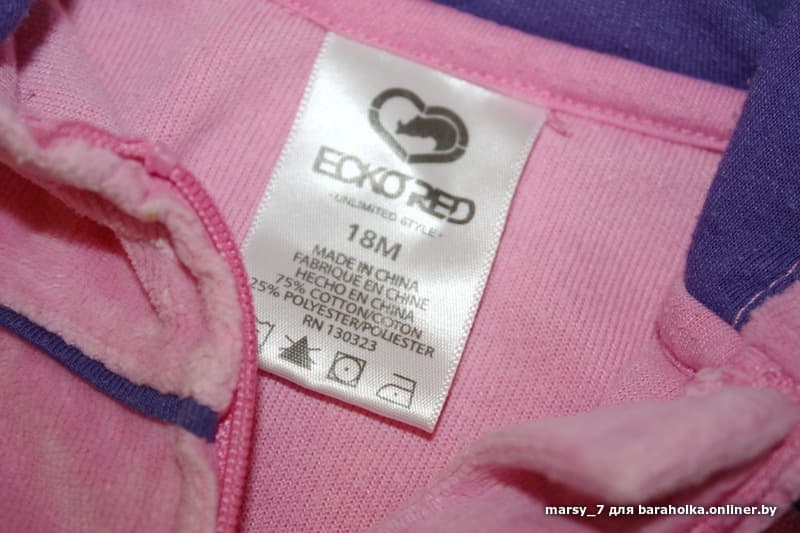 ECKO RED
-UNLIMITED STYLE-
18M
MADE IN CHINA
FABRIQUE EN CHINE
HECHO EN CHINA
75% COTTON/COTON
25% POLYESTER/POLIESTER
RN 130323
marsy_7 для baraholka.onliner.by